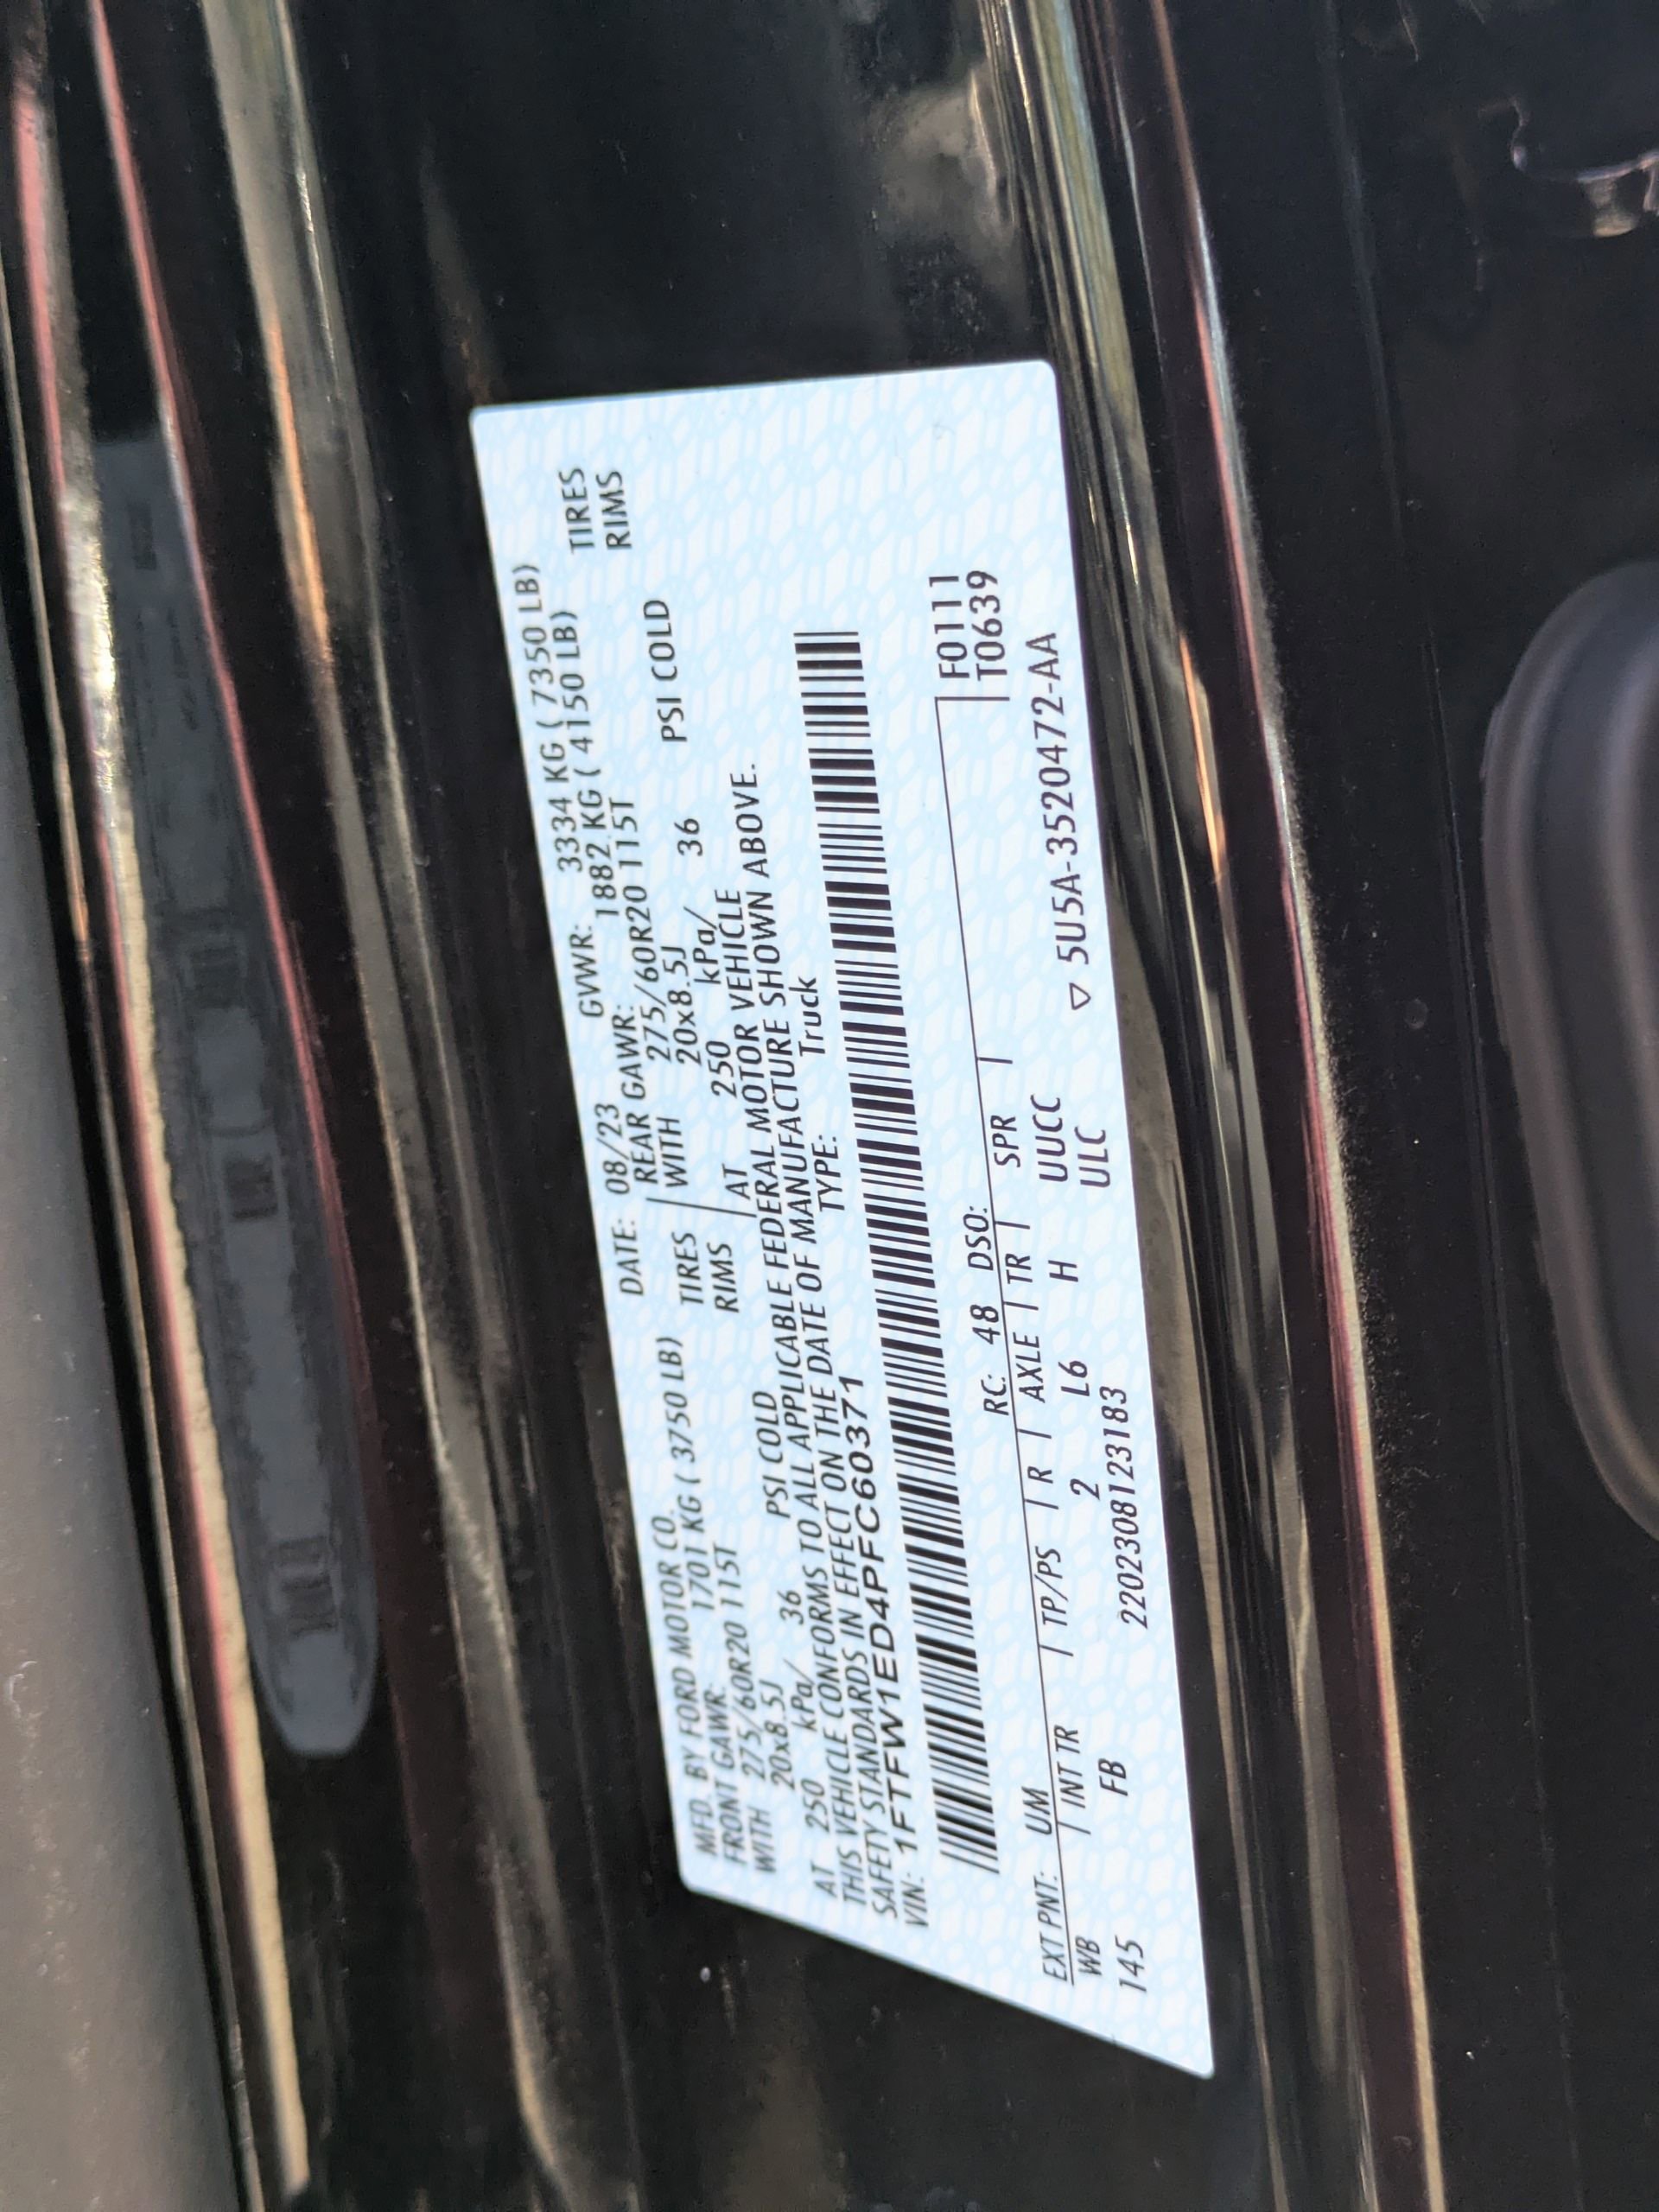 MFD. BY FORD MOTOR CO. DATE: 08/23 GVWR: 3334 KG ( 7350 LB)
FRONT GAWR: 1701 KG ( 3750 LB) REAR GAWR: 1882 KG ( 4150 LB)
WITH 275/60R20 115T TIRES WITH 275/60R20 115T TIRES
20x8.5J RIMS 20x8.5J RIMS
AT 250 kPa/ 36 PSI COLD AT 250 kPa/ 36 PSI COLD
THIS VEHICLE CONFORMS TO ALL APPLICABLE FEDERAL MOTOR VEHICLE
SAFETY STANDARDS IN EFFECT ON THE DATE OF MANUFACTURE SHOWN ABOVE.
VIN: 1FTFW1ED4PFC60371 TYPE: Truck
F0111
T0639
EXT PNT: UM RC: 48 DSO:
WB INT TR TP/PS R AXLE TR SPR
145 FB 2 L6 H UUCC
2202308123183 ULC
▽ 5U5A-3520472-AA